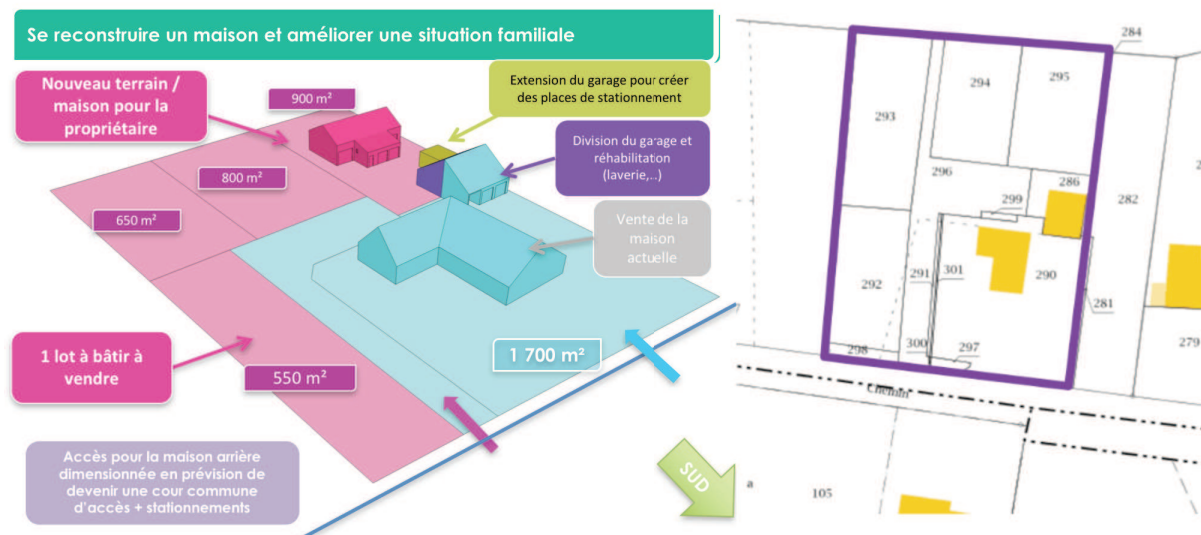 Se reconstruire un maison et améliorer une situation familiale
Nouveau terrain /
maison pour la
propriétaire
900 m²
Extension du garage pour créer
des places de stationnement
Division du garage et
réhabilitation
(laverie,..)
800 m²
650 m²
Vente de la
maison
actuelle
1 lot à bâtir à
vendre
550 m²
1 700 m²
Accès pour la maison arrière
dimensionnée en prévision de
devenir une cour commune
d'accès + stationnements
SUD
284
294
295
293
296
286
299
282
292
291
301
290
281
298
300
297
279
Chemin
a
105